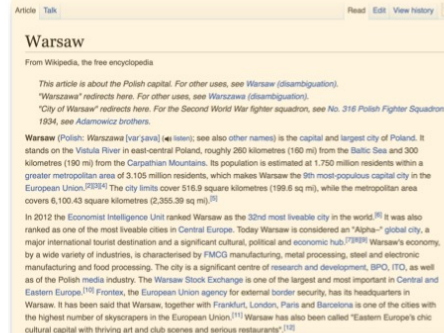 Article Talk Read Edit View history
Warsaw
From Wikipedia, the free encyclopedia
This article is about the Polish capital. For other uses, see Warsaw (disambiguation).
"Warszawa" redirects here. For other uses, see Warszawa (disambiguation).
"City of Warsaw" redirects here. For the Second World War fighter squadron, see No. 316 Polish Fighter Squadron
1934, see Adamowicz brothers.
Warsaw (Polish: Warszawa [varˈʂava] (listen); see also other names) is the capital and largest city of Poland. It
stands on the Vistula River in east-central Poland, roughly 260 kilometres (160 mi) from the Baltic Sea and 300
kilometres (190 mi) from the Carpathian Mountains. Its population is estimated at 1.750 million residents within a
greater metropolitan area of 3.105 million residents, which makes Warsaw the 9th most-populous capital city in the
European Union.[2][3][4] The city limits cover 516.9 square kilometres (199.6 sq mi), while the metropolitan area
covers 6,100.43 square kilometres (2,355.39 sq mi).[5]
In 2012 the Economist Intelligence Unit ranked Warsaw as the 32nd most liveable city in the world.[6] It was also
ranked as one of the most liveable cities in Central Europe. Today Warsaw is considered an "Alpha–" global city, a
major international tourist destination and a significant cultural, political and economic hub.[7][8][9] Warsaw's economy,
by a wide variety of industries, is characterised by FMCG manufacturing, metal processing, steel and electronic
manufacturing and food processing. The city is a significant centre of research and development, BPO, ITO, as well
as of the Polish media industry. The Warsaw Stock Exchange is one of the largest and most important in Central and
Eastern Europe.[10] Frontex, the European Union agency for external border security, has its headquarters in
Warsaw. It has been said that Warsaw, together with Frankfurt, London, Paris and Barcelona is one of the cities with
the highest number of skyscrapers in the European Union.[11] Warsaw has also been called "Eastern Europe's chic
cultural capital with thriving art and club scenes and serious restaurants".[12]